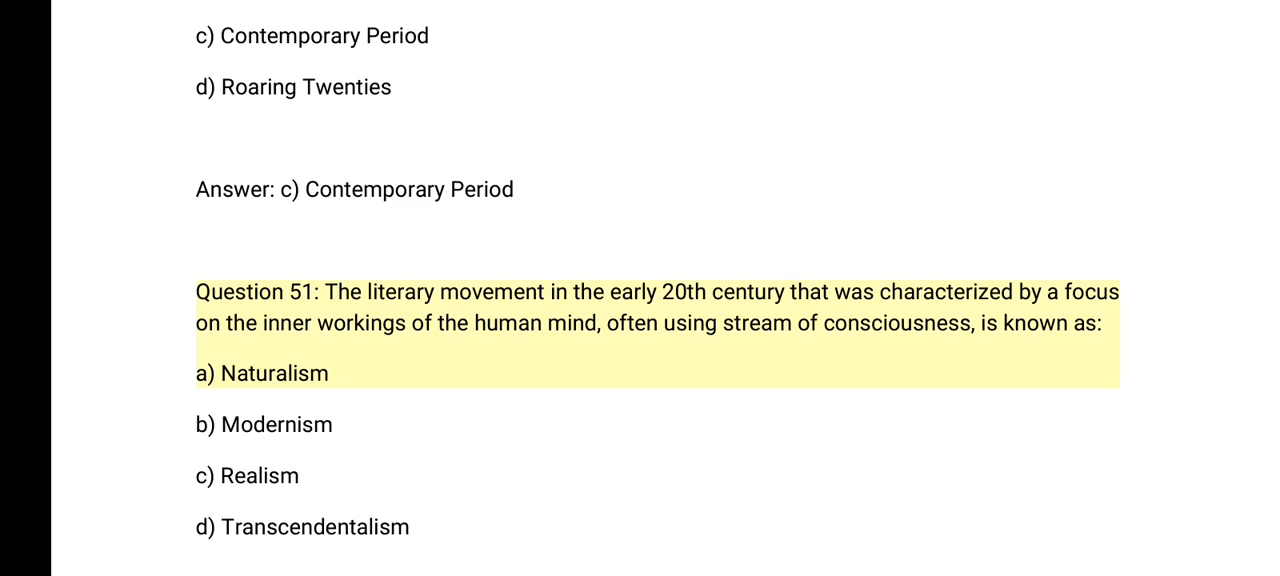 c) Contemporary Period
d) Roaring Twenties
Answer: c) Contemporary Period
Question 51: The literary movement in the early 20th century that was characterized by a focus
on the inner workings of the human mind, often using stream of consciousness, is known as:
a) Naturalism
b) Modernism
c) Realism
d) Transcendentalism